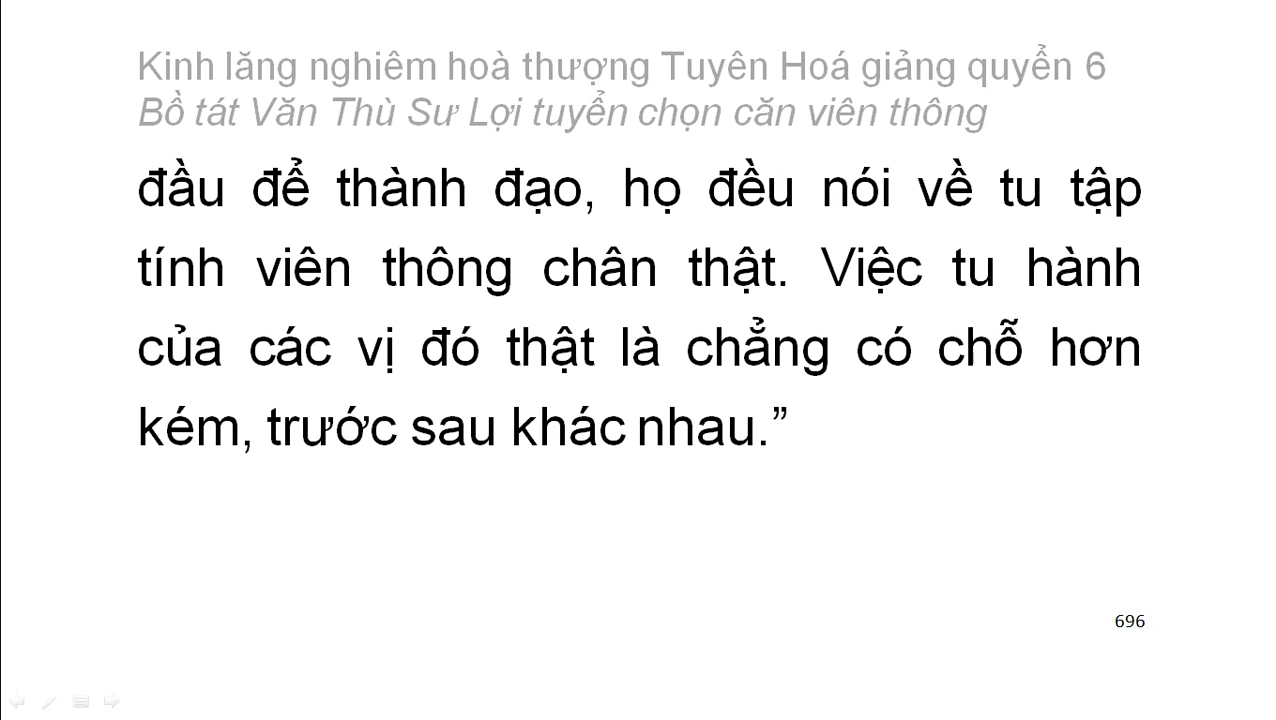 Kinh lăng nghiêm hoà thượng Tuyên Hoá giảng quyển 6
Bồ tát Văn Thù Sư Lợi tuyển chọn căn viên thông
đầu để thành đạo, họ đều nói về tu tập
tính viên thông chân thật. Việc tu hành
của các vị đó thật là chẳng có chỗ hơn
kém, trước sau khác nhau.”
696